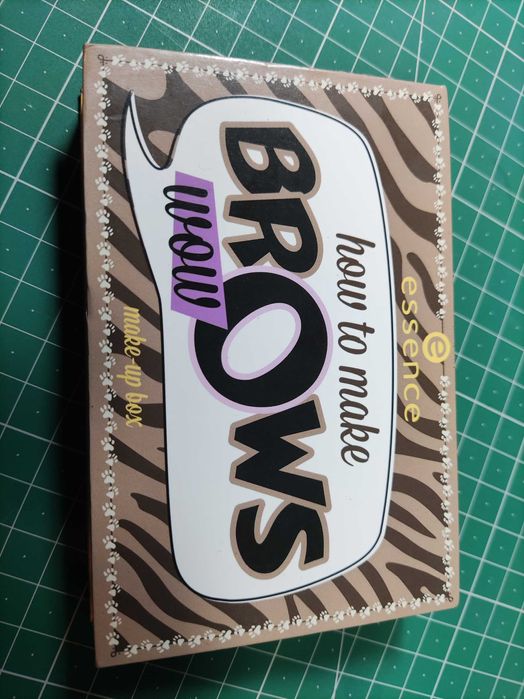 essence
how to make
BROWS
wow
make-up box